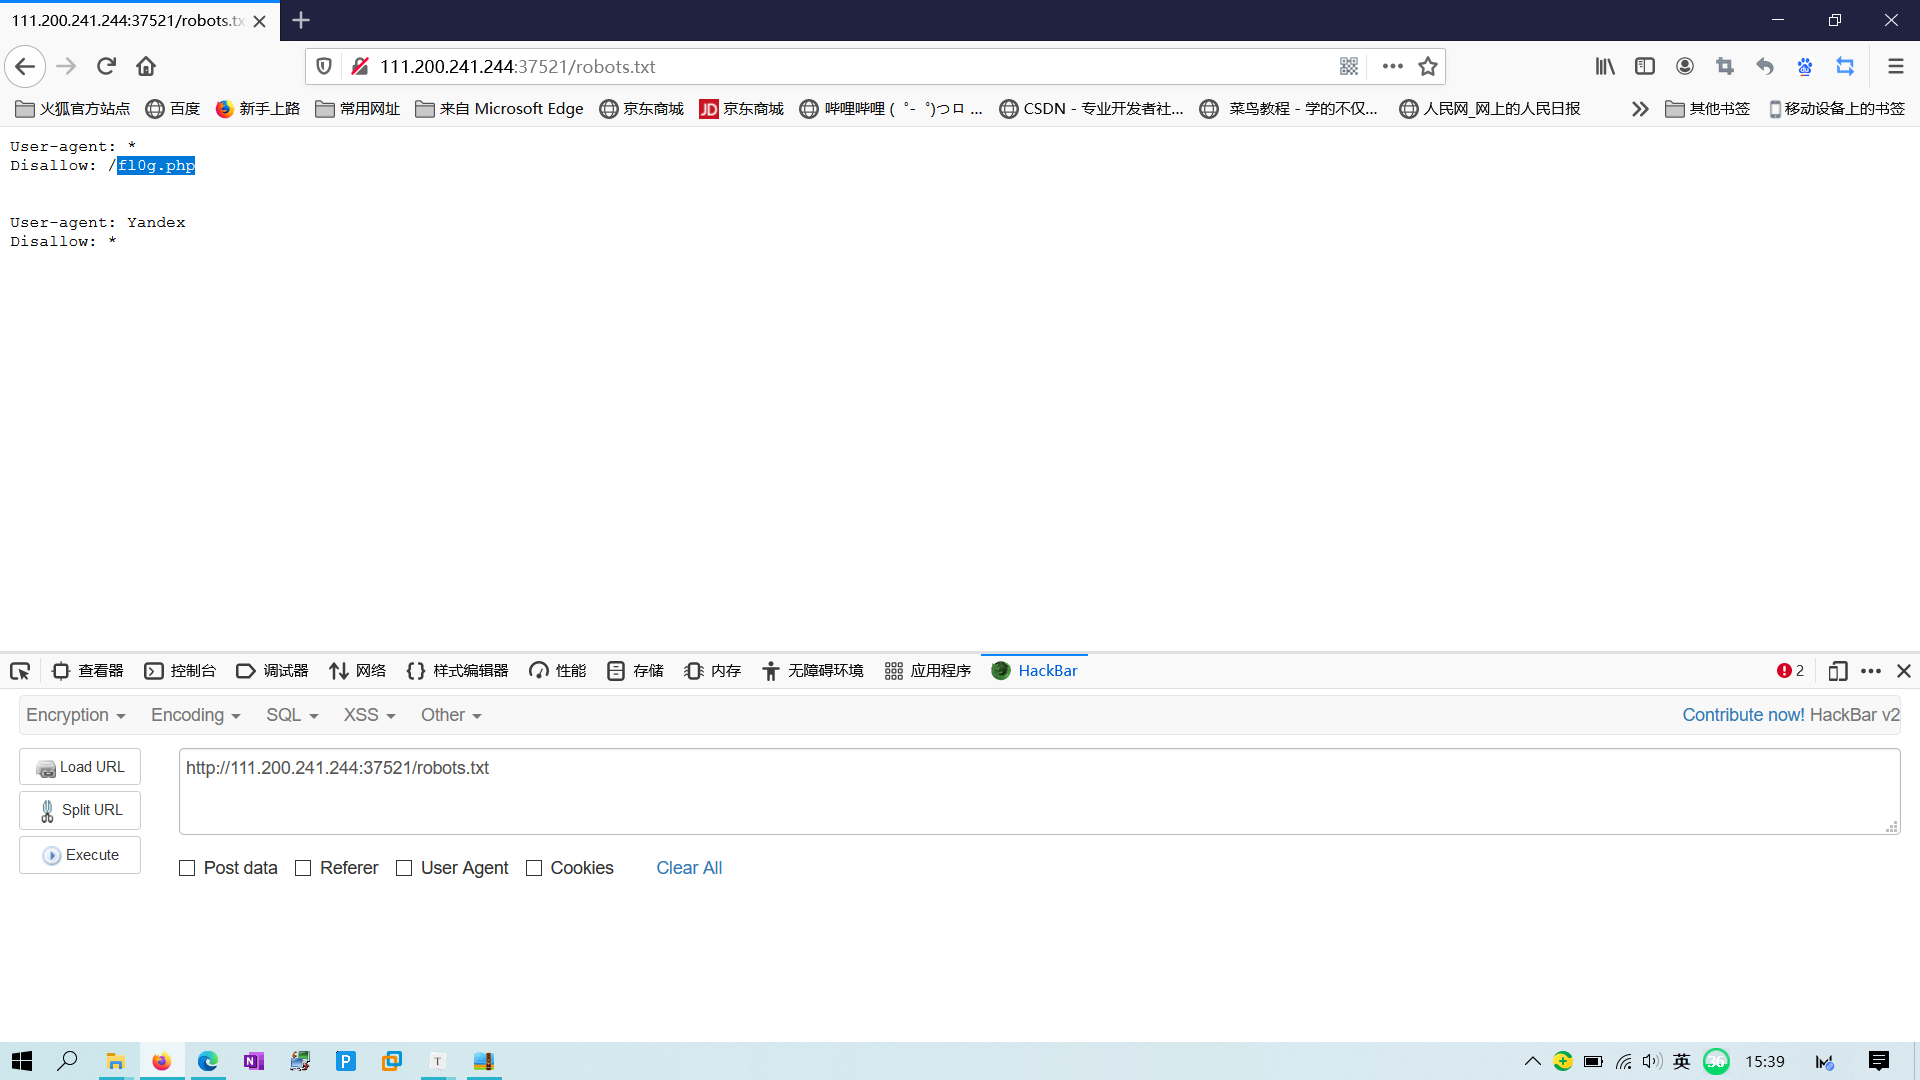 111.200.241.244:37521/robots.tx
111.200.241.244:37521/robots.txt
火狐官方站点 百度 新手上路 常用网址 来自 Microsoft Edge 京东商城 JD 京东商城 哔哩哔哩 ( ゜- ゜)つロ ... CSDN - 专业开发者社... 菜鸟教程 - 学的不仅... 人民网_网上的人民日报 其他书签 移动设备上的书签
User-agent: *
Disallow: /fl0g.php
User-agent: Yandex
Disallow: *
查看器 控制台 调试器 网络 样式编辑器 性能 存储 内存 无障碍环境 应用程序 HackBar 2
Encryption Encoding SQL XSS Other Contribute now! HackBar v2
Load URL http://111.200.241.244:37521/robots.txt
Split URL
Execute
Post data Referer User Agent Cookies Clear All
N P T 英 36 15:39